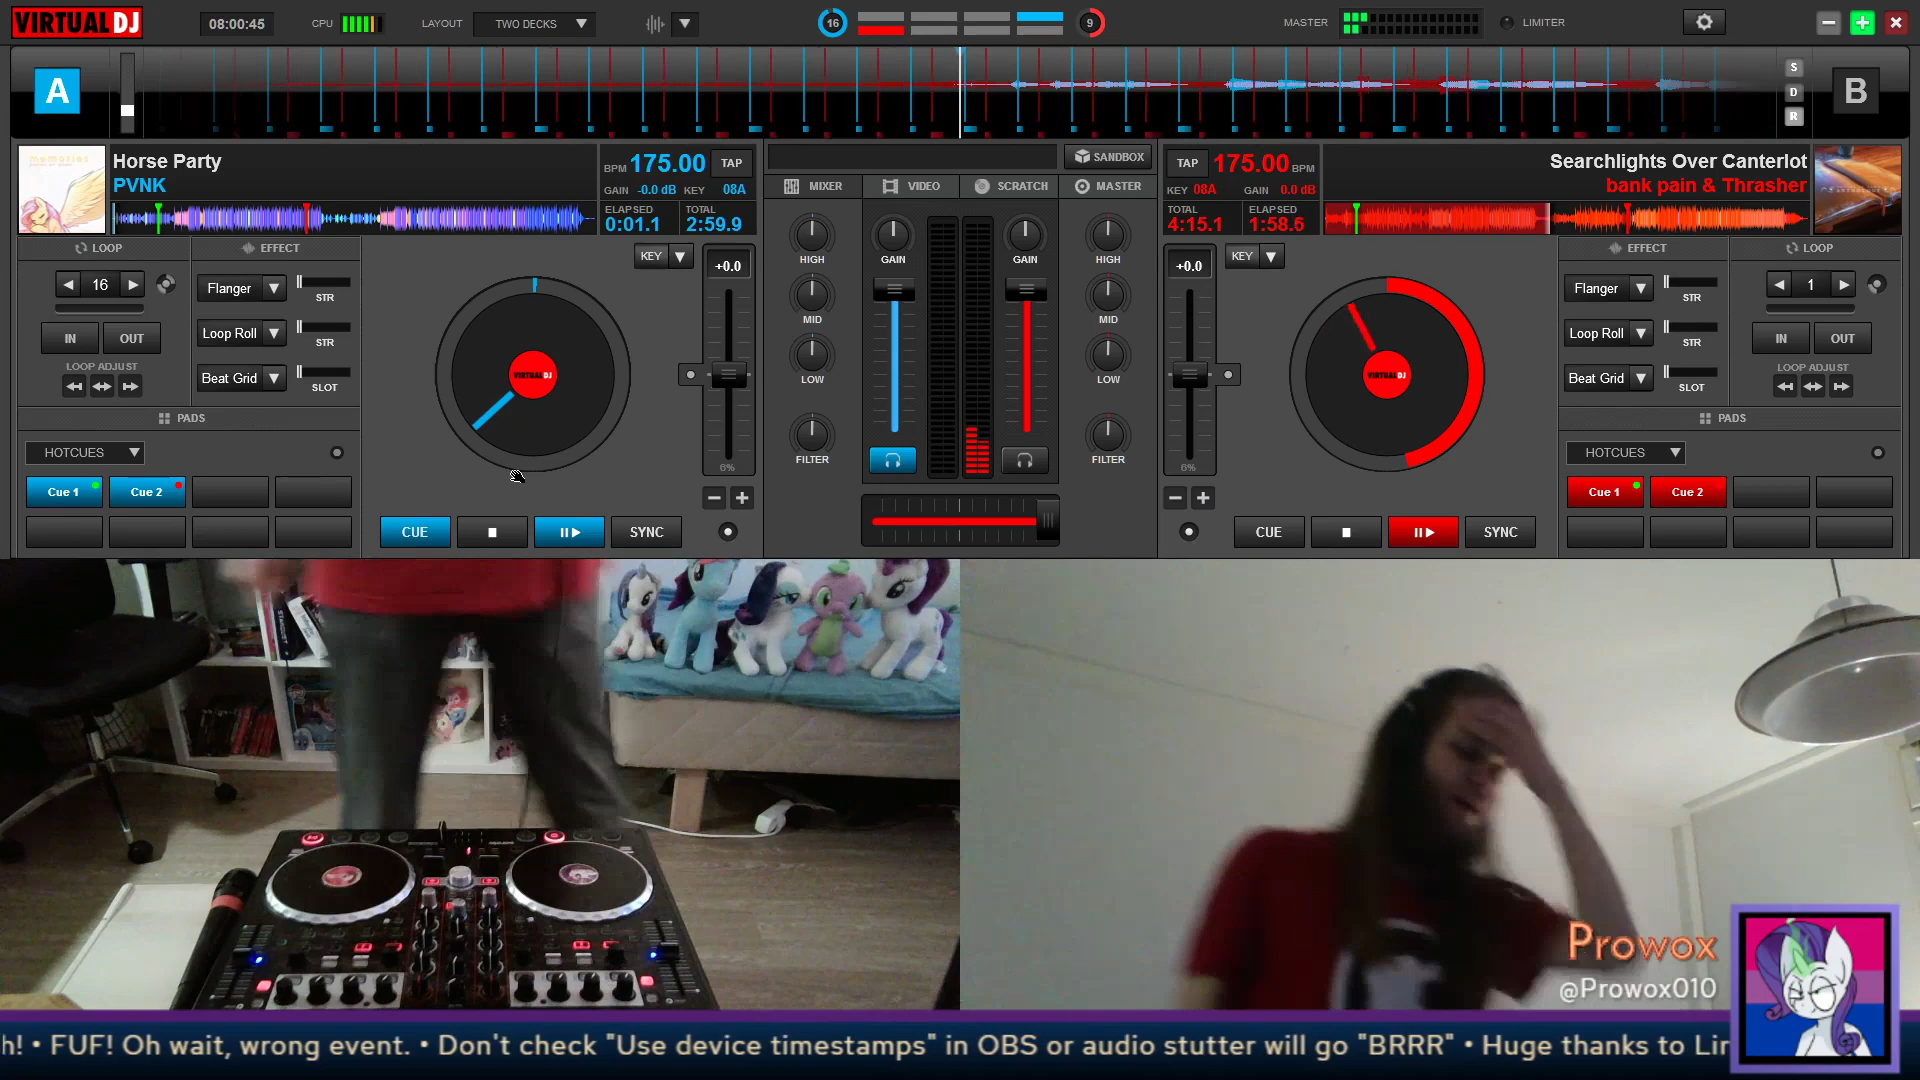 VIRTUAL DJ
08:00:45
CPU
LAYOUT
TWO DECKS
16
9
MASTER
LIMITER
A
S
D
R
B
memories
Horse Party
PVNK
BPM 175.00 TAP
GAIN -0.0 dB KEY 08A
ELAPSED 0:01.1
TOTAL 2:59.9
SANDBOX
MIXER
VIDEO
SCRATCH
MASTER
TAP 175.00 BPM
KEY 08A GAIN 0.0 dB
TOTAL 4:15.1
ELAPSED 1:58.6
Searchlights Over Canterlot
bank pain & Thrasher
LOOP
16
IN
OUT
LOOP ADJUST
EFFECT
Flanger
STR
Loop Roll
STR
Beat Grid
SLOT
PADS
HOTCUES
Cue 1
Cue 2
KEY
+0.0
6%
VIRTUAL DJ
CUE
SYNC
HIGH
MID
LOW
FILTER
GAIN
GAIN
HIGH
MID
LOW
FILTER
+0.0
KEY
6%
VIRTUAL DJ
CUE
SYNC
EFFECT
Flanger
STR
Loop Roll
STR
Beat Grid
SLOT
LOOP
1
IN
OUT
LOOP ADJUST
PADS
HOTCUES
Cue 1
Cue 2
Prowox
@Prowox010
h! • FUF! Oh wait, wrong event. • Don't check "Use device timestamps" in OBS or audio stutter will go "BRRR" • Huge thanks to Lir